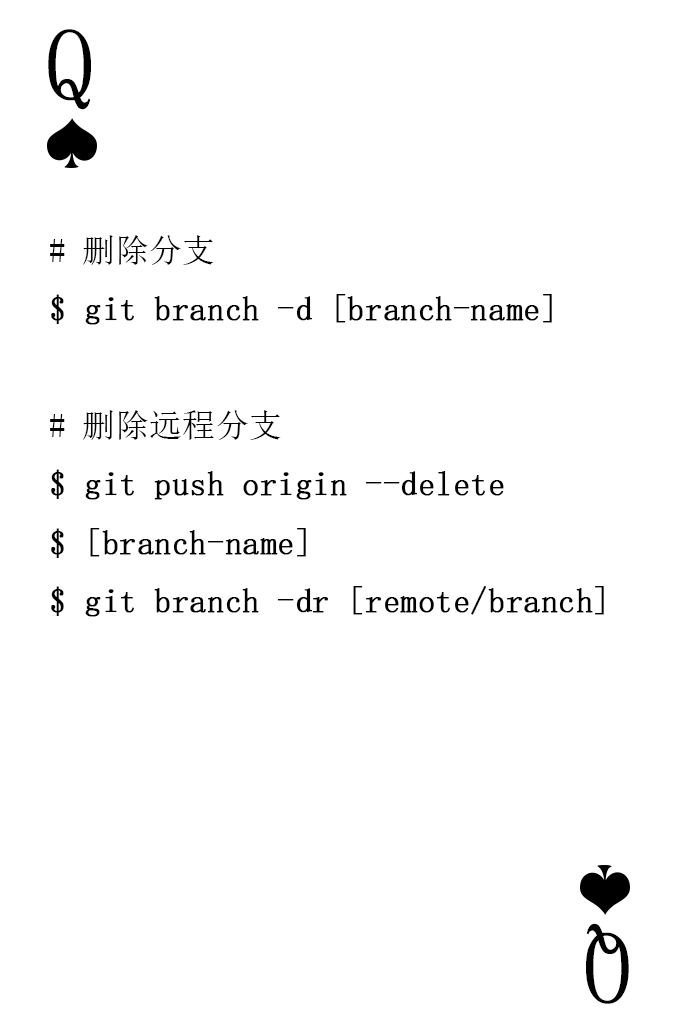 Q
# 删除分支
$ git branch -d [branch-name]
# 删除远程分支
$ git push origin --delete
$ [branch-name]
$ git branch -dr [remote/branch]
Q